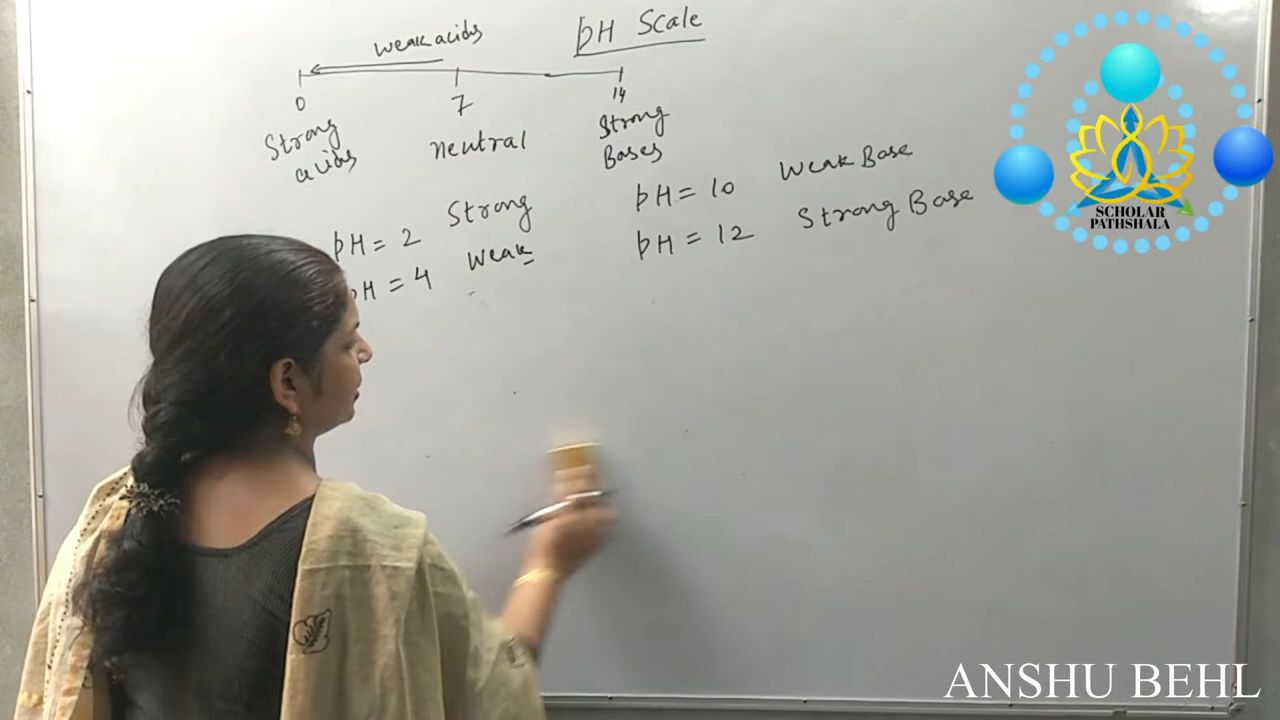 pH Scale
weak acids
0 7 14
Strong acids
neutral
Strong Bases
pH = 2 Strong
pH = 4 weak
pH = 10 weak Base
pH = 12 Strong Base
SCHOLAR
PATHSHALA
ANSHU BEHL